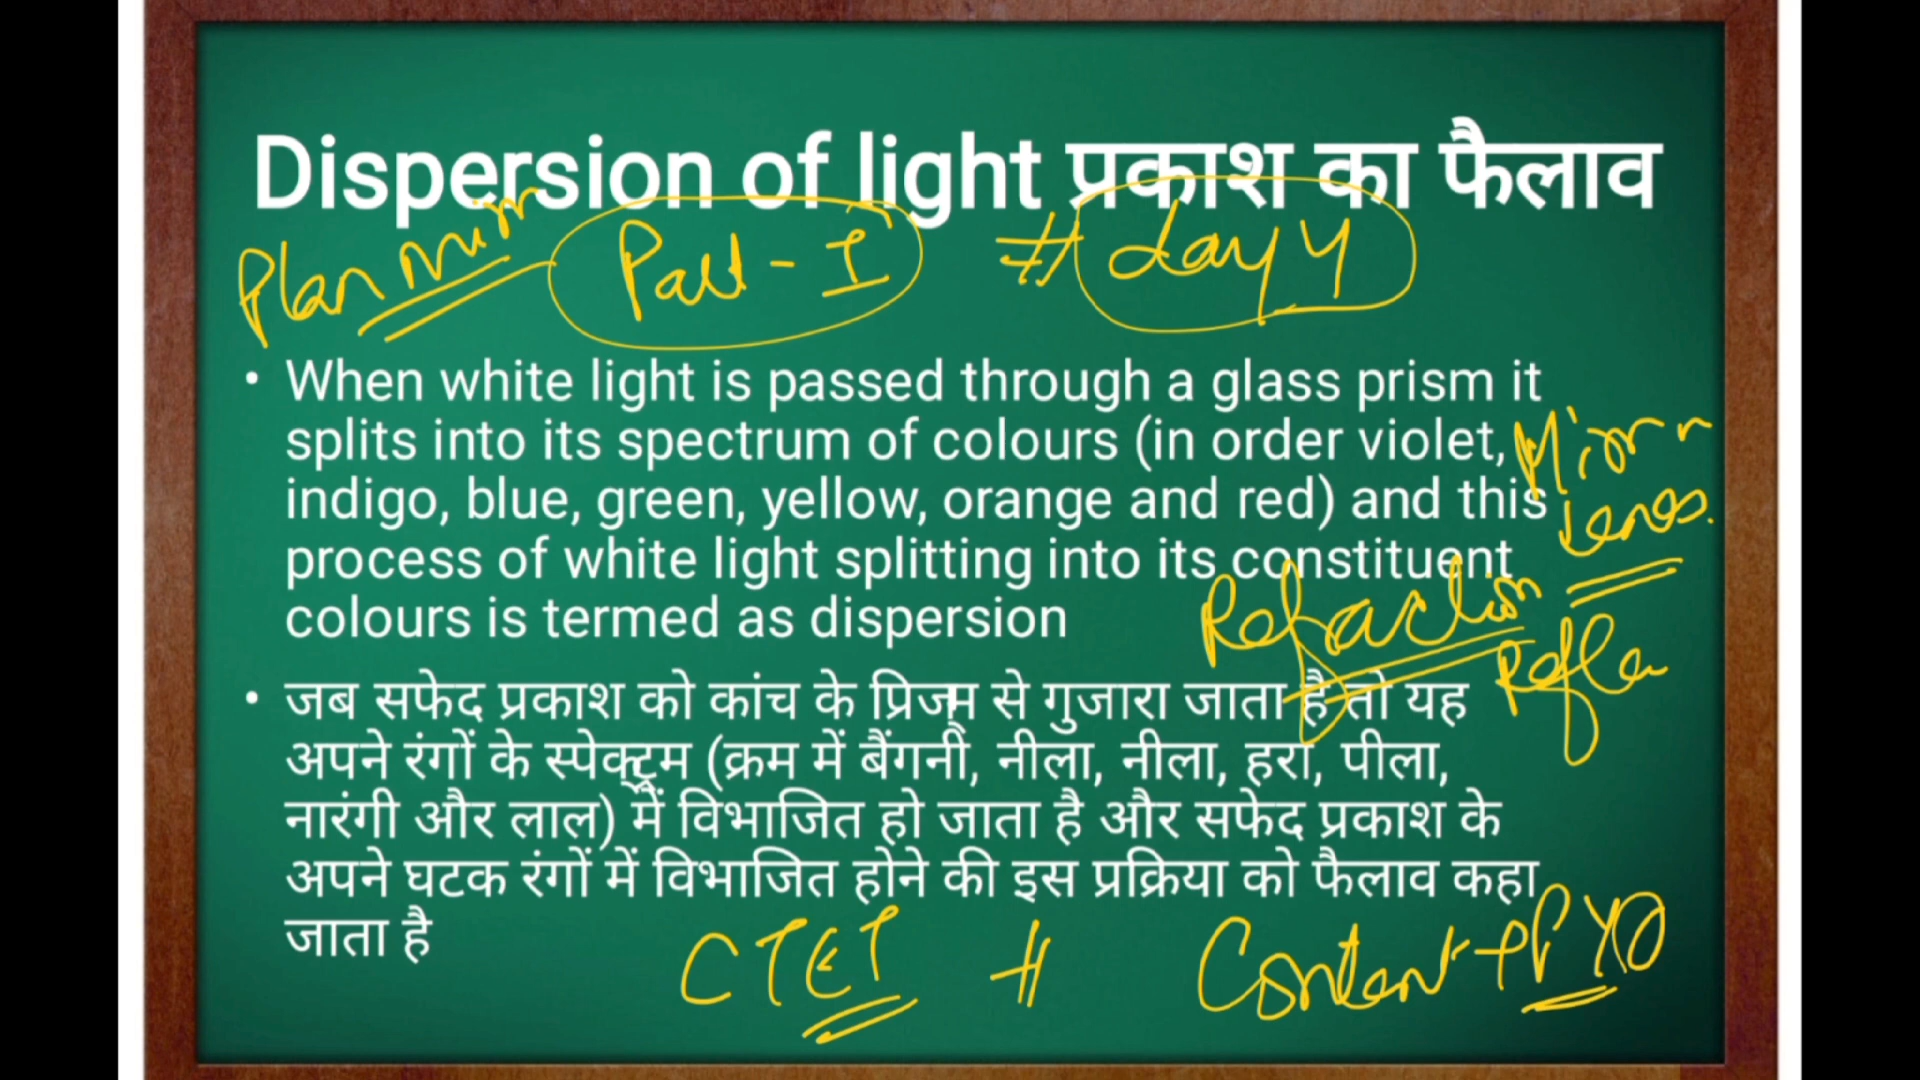 Dispersion of light प्रकाश का फैलाव
Part - I # day 4
• When white light is passed through a glass prism it
splits into its spectrum of colours (in order violet,
indigo, blue, green, yellow, orange and red) and this
process of white light splitting into its constituent
colours is termed as dispersion
Refraction
Refle
• जब सफेद प्रकाश को कांच के प्रिज्म से गुजारा जाता है तो यह
अपने रंगों के स्पेक्ट्रम (क्रम में बैंगनी, नीला, नीला, हरा, पीला,
नारंगी और लाल) में विभाजित हो जाता है और सफेद प्रकाश के
अपने घटक रंगों में विभाजित होने की इस प्रक्रिया को फैलाव कहा
जाता है
CTET # Content + PYQ